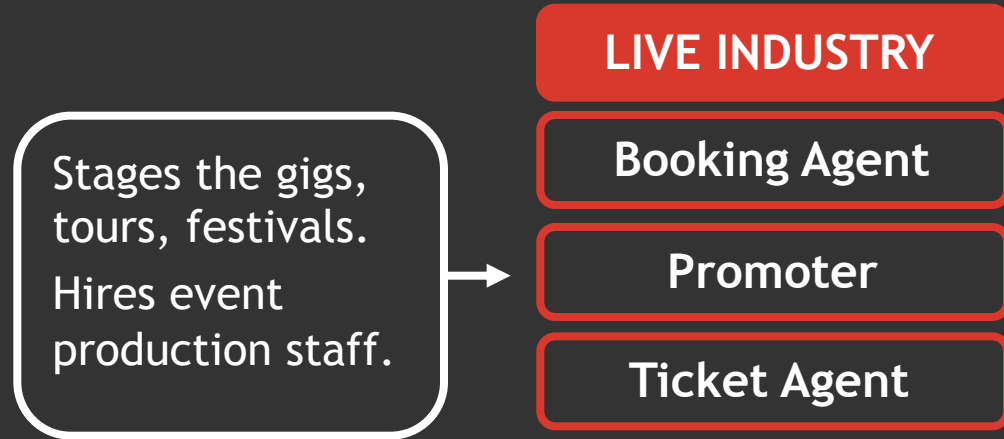 LIVE INDUSTRY
Stages the gigs,
tours, festivals.
Hires event
production staff.
Booking Agent
Promoter
Ticket Agent